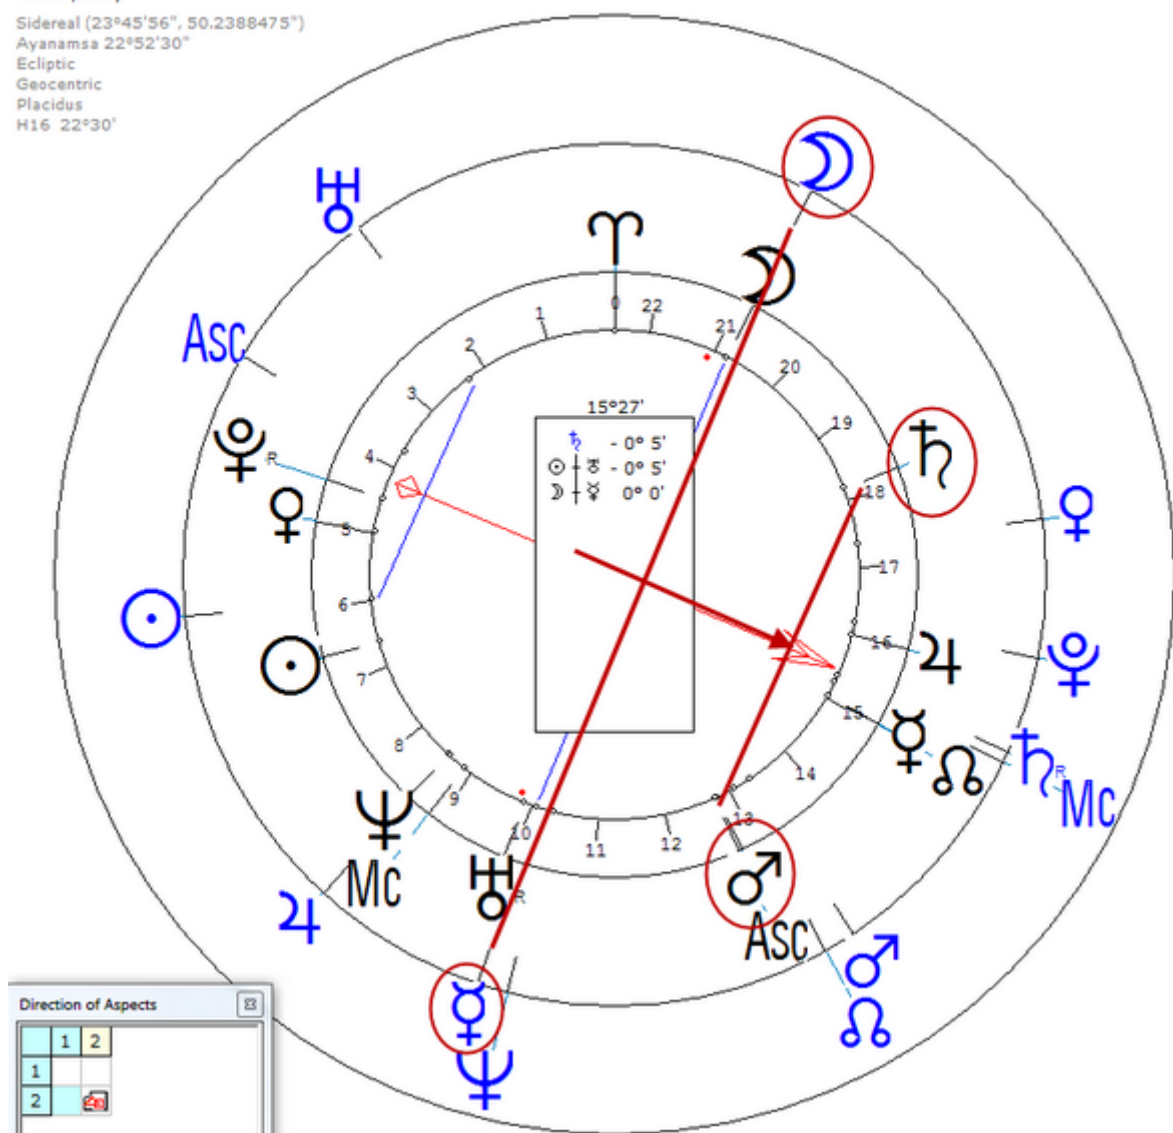 Sidereal (23°45'56", 50.2388475")
Ayanamsa 22°52'30"
Ecliptic
Geocentric
Placidus
H16 22°30'
Asc
0
22
1
21
2
20
3
19
4
18
5
17
6
16
7
15
8
14
9
13
10
12
11
15°27'
♄ - 0° 5'
☉ ┼ ♅ - 0° 5'
☽ ┼ ☿ 0° 0'
R
R
R
Mc
Mc
Asc
Direction of Aspects
1 2
1
2